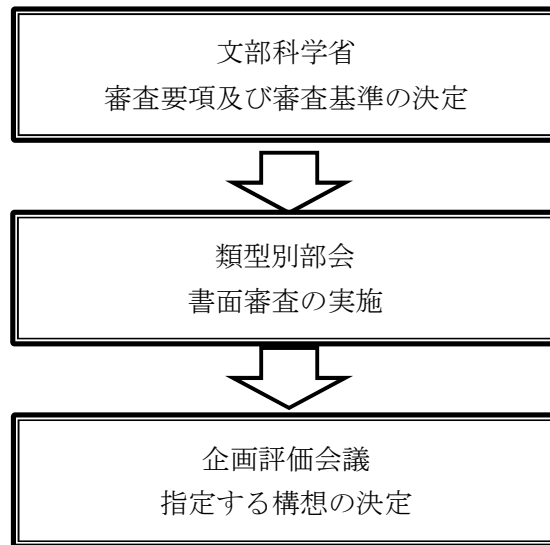 文部科学省
審査要項及び審査基準の決定
類型別部会
書面審査の実施
企画評価会議
指定する構想の決定